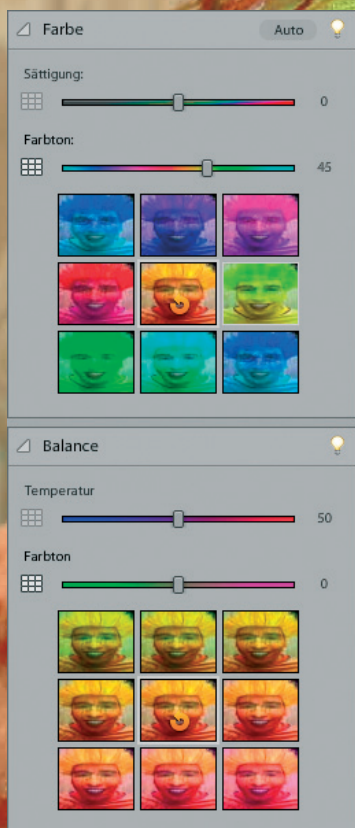 Farbe Auto
Sättigung:
0
Farbton:
45
Balance
Temperatur
50
Farbton
0